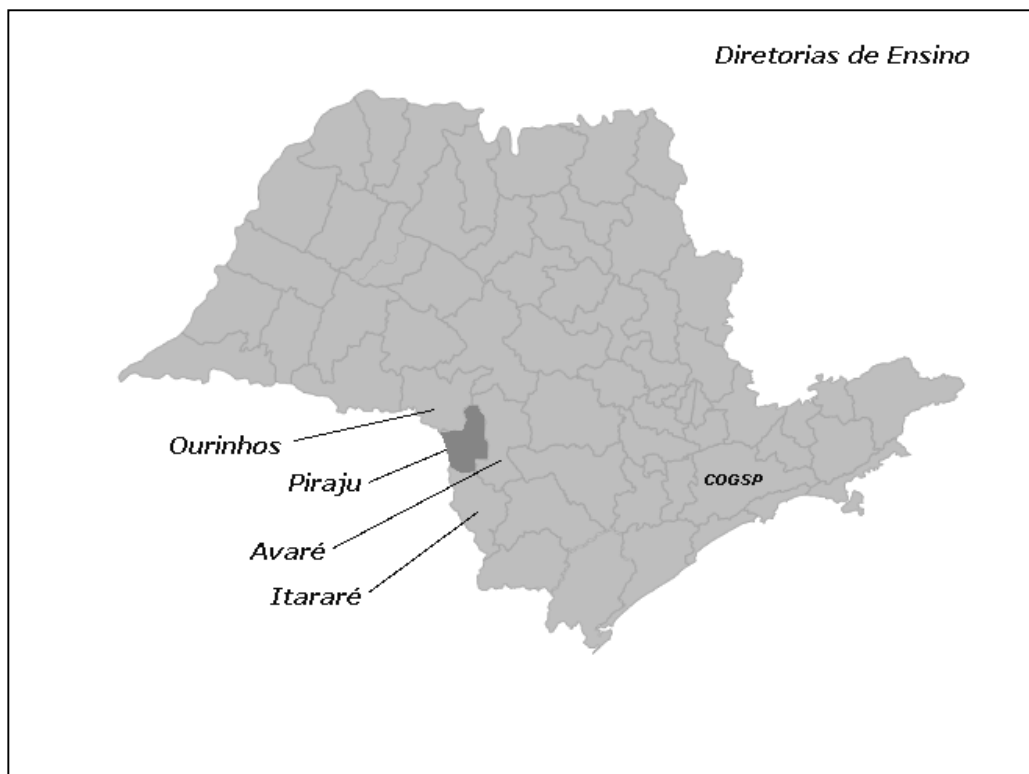 Diretorias de Ensino
Ourinhos
Piraju
COGSP
Avaré
Itararé